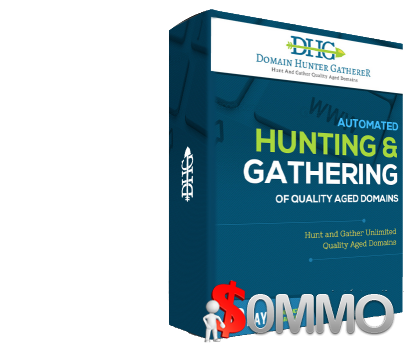 DHG
DOMAIN HUNTER GATHERER
Hunt And Gather Quality Aged Domains
WWW
AUTOMATED
HUNTING &
GATHERING
OF QUALITY AGED DOMAINS
Hunt and Gather Unlimited
Quality Aged Domains
DHG
$0MMO